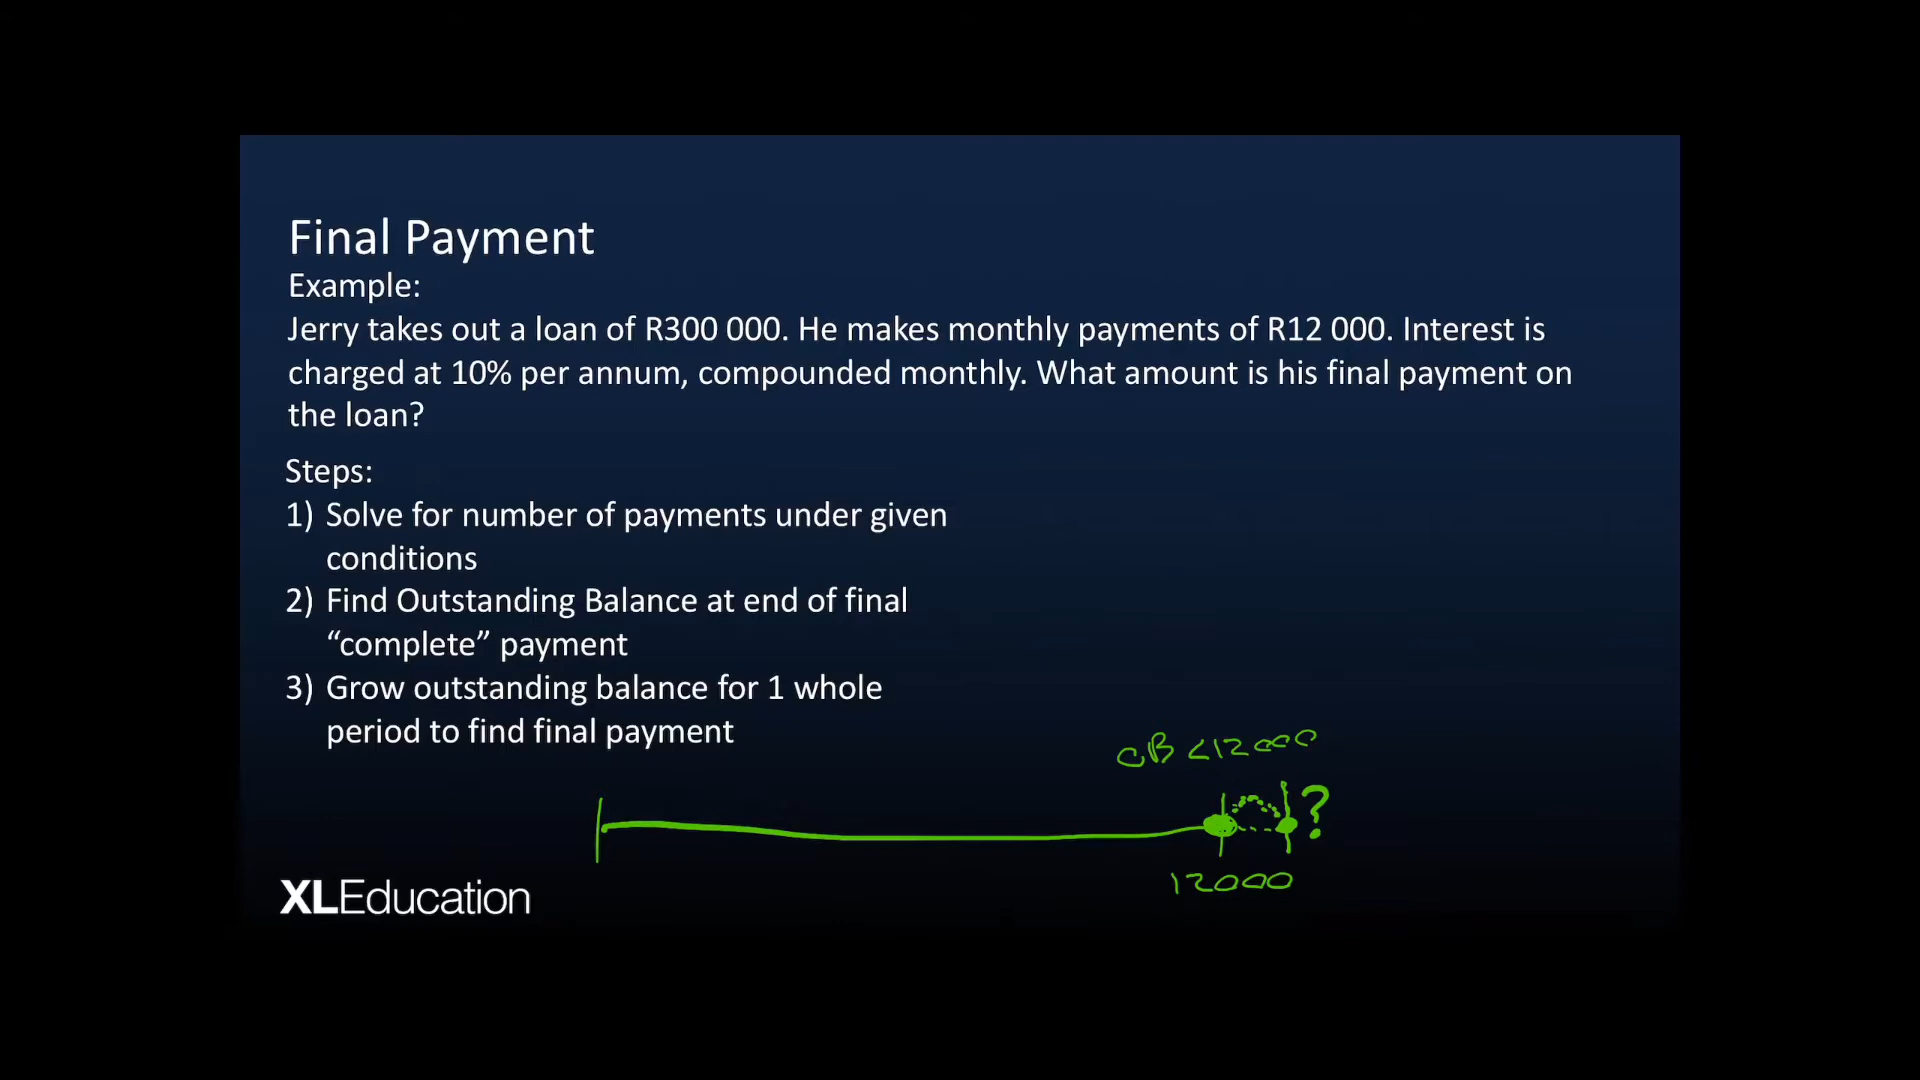 Final Payment
Example:
Jerry takes out a loan of R300 000. He makes monthly payments of R12 000. Interest is
charged at 10% per annum, compounded monthly. What amount is his final payment on
the loan?
Steps:
1) Solve for number of payments under given
conditions
2) Find Outstanding Balance at end of final
“complete” payment
3) Grow outstanding balance for 1 whole
period to find final payment
OB <12000
?
12000
XLEducation